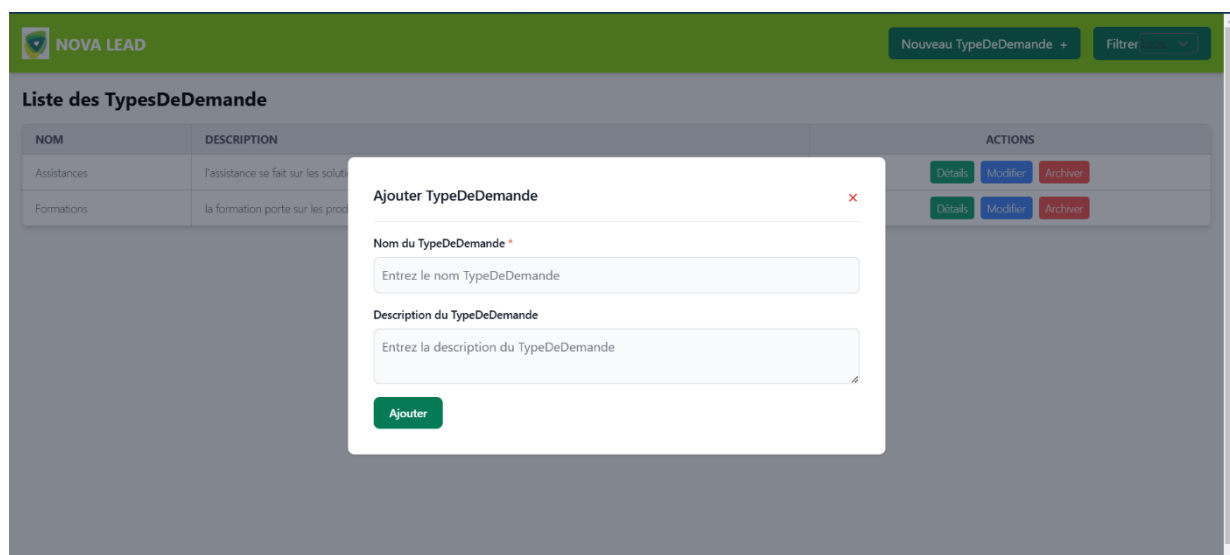 NOVA LEAD
Nouveau TypeDeDemande +
Filtrer
Liste des TypesDeDemande
NOM DESCRIPTION ACTIONS
Assistances l'assistance se fait sur les Détails Modifier Archiver
Formations la formation porte sur les Détails Modifier Archiver
Ajouter TypeDeDemande ×
Nom du TypeDeDemande *
Entrez le nom TypeDeDemande
Description du TypeDeDemande
Entrez la description du TypeDeDemande
Ajouter